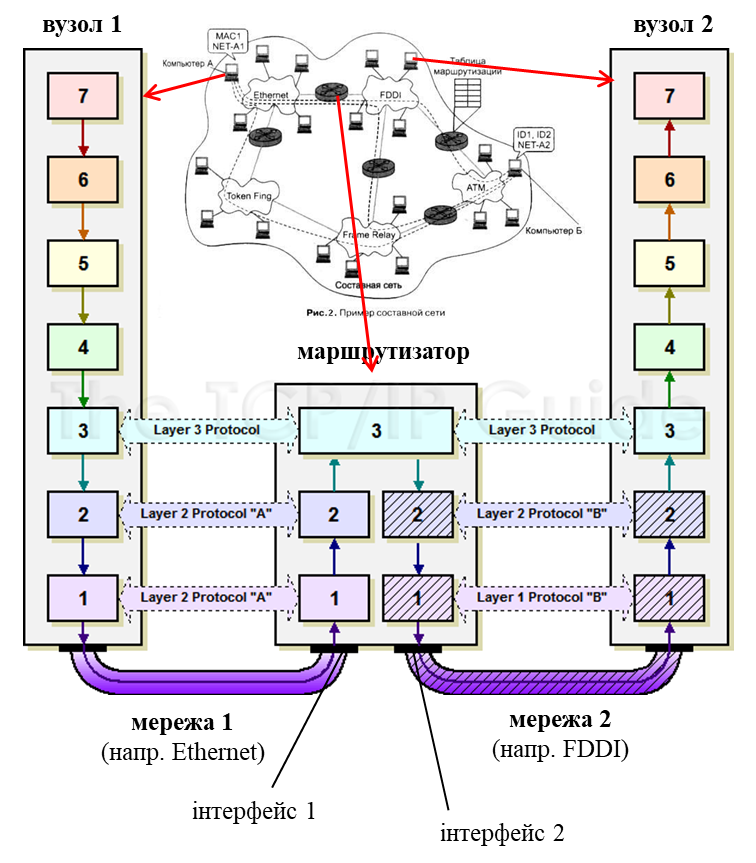 вузол 1
вузол 2
MAC1
NET-A1
Компьютер А
Ethernet
FDDI
Таблица
маршрутизации
ID1, ID2
NET-A2
Token Fing
ATM
Frame Relay
Компьютер Б
Составная сеть
Рис.2. Пример составной сети
маршрутизатор
The TCP/IP Guide
7
7
6
6
5
5
4
4
3
Layer 3 Protocol
3
Layer 3 Protocol
3
2
Layer 2 Protocol "A"
2
2
Layer 2 Protocol "B"
2
1
Layer 2 Protocol "A"
1
1
Layer 1 Protocol "B"
1
мережа 1
(напр. Ethernet)
мережа 2
(напр. FDDI)
інтерфейс 1
інтерфейс 2